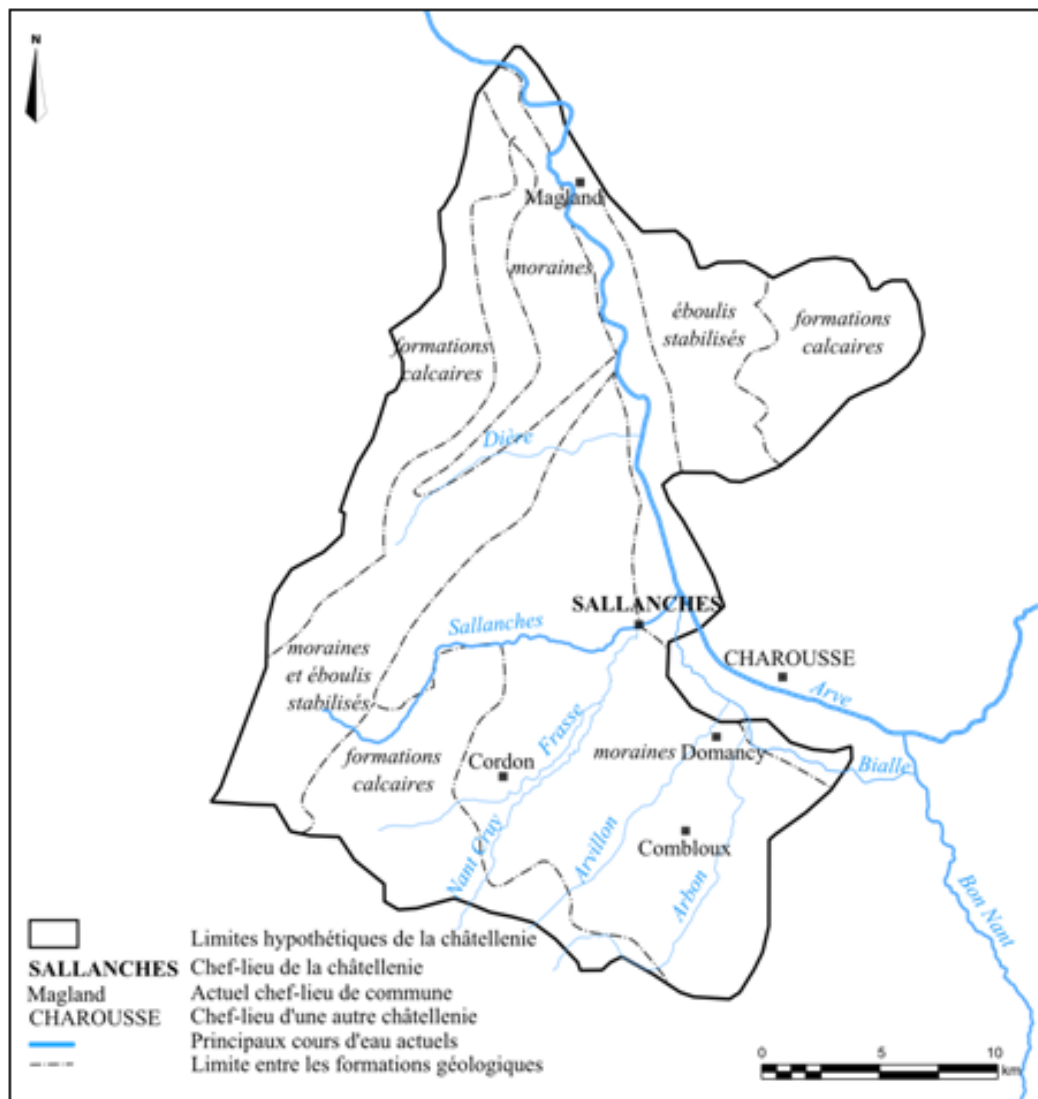 N
Magland
moraines
éboulis
stabilisés
formations
calcaires
formations
calcaires
Dière
SALLANCHES
Sallanches
moraines
et éboulis
stabilisés
CHAROUSSE
Arve
Frasse
moraines
Domancy
Bialle
formations
calcaires
Cordon
Nant Cruy
Arvillon
Combloux
Arbon
Bon Nant
Limites hypothétiques de la châtellenie
SALLANCHES Chef-lieu de la châtellenie
Magland Actuel chef-lieu de commune
CHAROUSSE Chef-lieu d'une autre châtellenie
Principaux cours d'eau actuels
Limite entre les formations géologiques
0 5 10
km